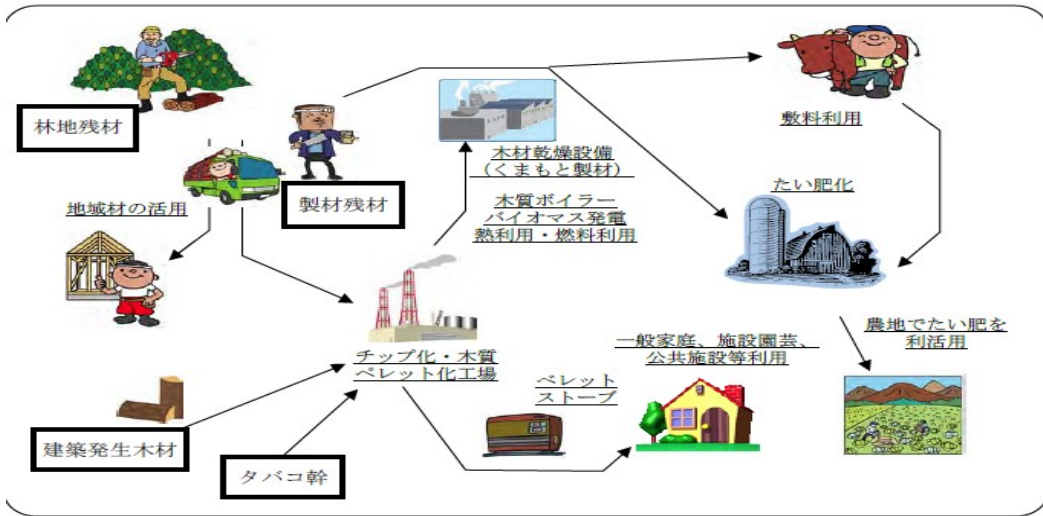 林地残材
製材残材
地域材の活用
木材乾燥設備
（くまもと製材）
木質ボイラー
バイオマス発電
熱利用・燃料利用
敷料利用
たい肥化
農地でたい肥を
利活用
チップ化・木質
ペレット化工場
一般家庭、施設園芸、
公共施設等利用
ペレット
ストーブ
建築発生木材
タバコ幹